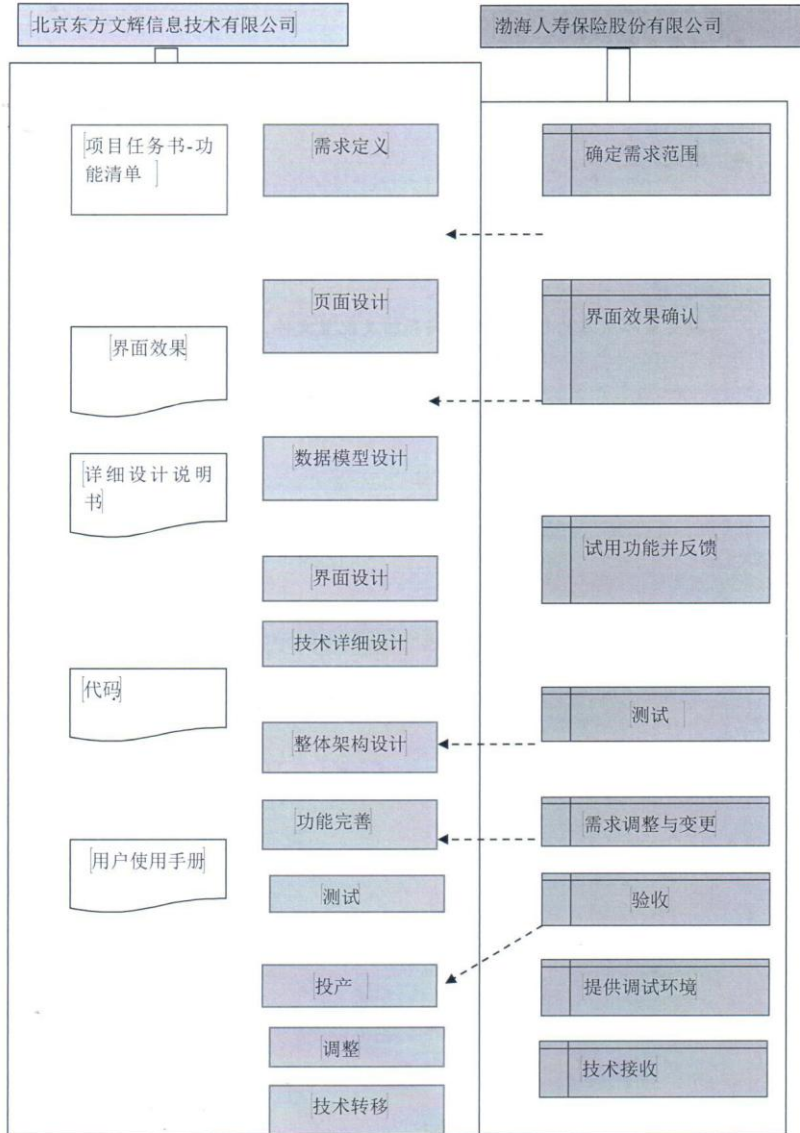 北京东方文辉信息技术有限公司
渤海人寿保险股份有限公司
项目任务书-功
能清单
需求定义
确定需求范围
页面设计
界面效果确认
界面效果
数据模型设计
详细设计说明
书
试用功能并反馈
界面设计
技术详细设计
代码
测试
整体架构设计
功能完善
需求调整与变更
用户使用手册
测试
验收
投产
提供调试环境
调整
技术接收
技术转移